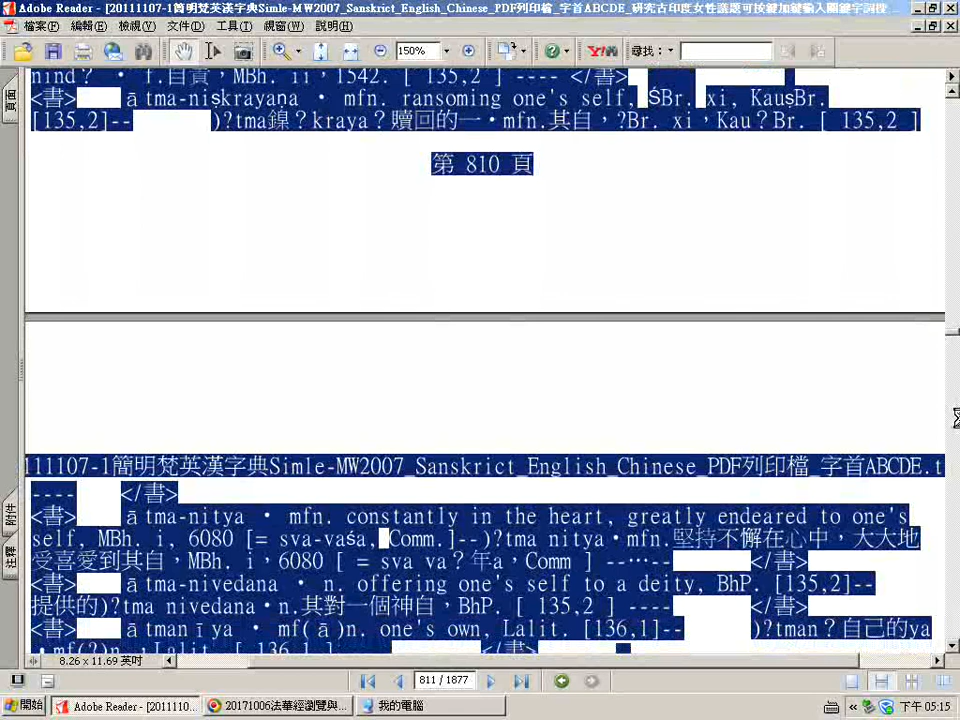 Adobe Reader - [20111107-1簡明梵英漢字典Simle-MW2007_Sanskrict_English_Chinese_PDF列印檔_字首ABCDE_研究古印度女性議題可按鍵加鍵輸入關鍵字詞搜
檔案(F) 編輯(E) 檢視(V) 文件(D) 工具(T) 視窗(W) 說明(H)
150% 尋找：
頁面
nind？ • f.自責，MBh. ii，1542. [ 135,2 ] ---- </書>
<書> ātma-niṣkrayaṇa • mfn. ransoming one's self, ŚBr. xi, KauṣBr.
[135,2]-- )?tma鎳？kraya？贖回的一•mfn.其自，?Br. xi，Kau？Br. [ 135,2 ]
第 810 頁
111107-1簡明梵英漢字典Simle-MW2007_Sanskrict_English_Chinese_PDF列印檔_字首ABCDE.t
---- </書>
<書> ātma-nitya • mfn. constantly in the heart, greatly endeared to one's
self, MBh. i, 6080 [= sva-vaśa, Comm.]--)?tma nitya•mfn.堅持不懈在心中，大大地
受喜愛到其自，MBh. i，6080 [ = sva va？年a，Comm ] --…-- </書>
<書> ātma-nivedana • n. offering one's self to a deity, BhP. [135,2]--
提供的)?tma nivedana•n.其對一個神自，BhP. [ 135,2 ] ---- </書>
<書> ātmanīya • mf(ā)n. one's own, Lalit. [136,1]-- )?tman？自己的ya
•mf(?)n.，Lalit. [ 136,1 ] ---- </書>
附件
注釋
8.26 x 11.69 英吋
811 / 1877
開始 Adobe Reader - [2011110... 20171006法華經瀏覽與... 我的電腦 下午 05:15